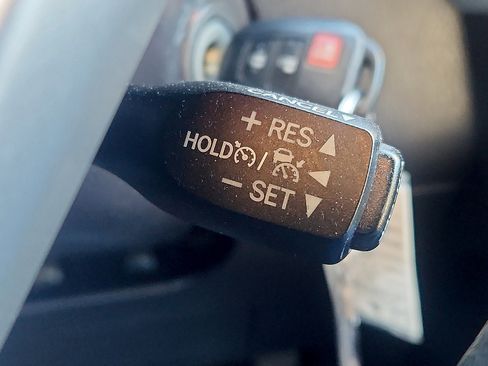 CANCEL
+ RES
HOLD /
− SET